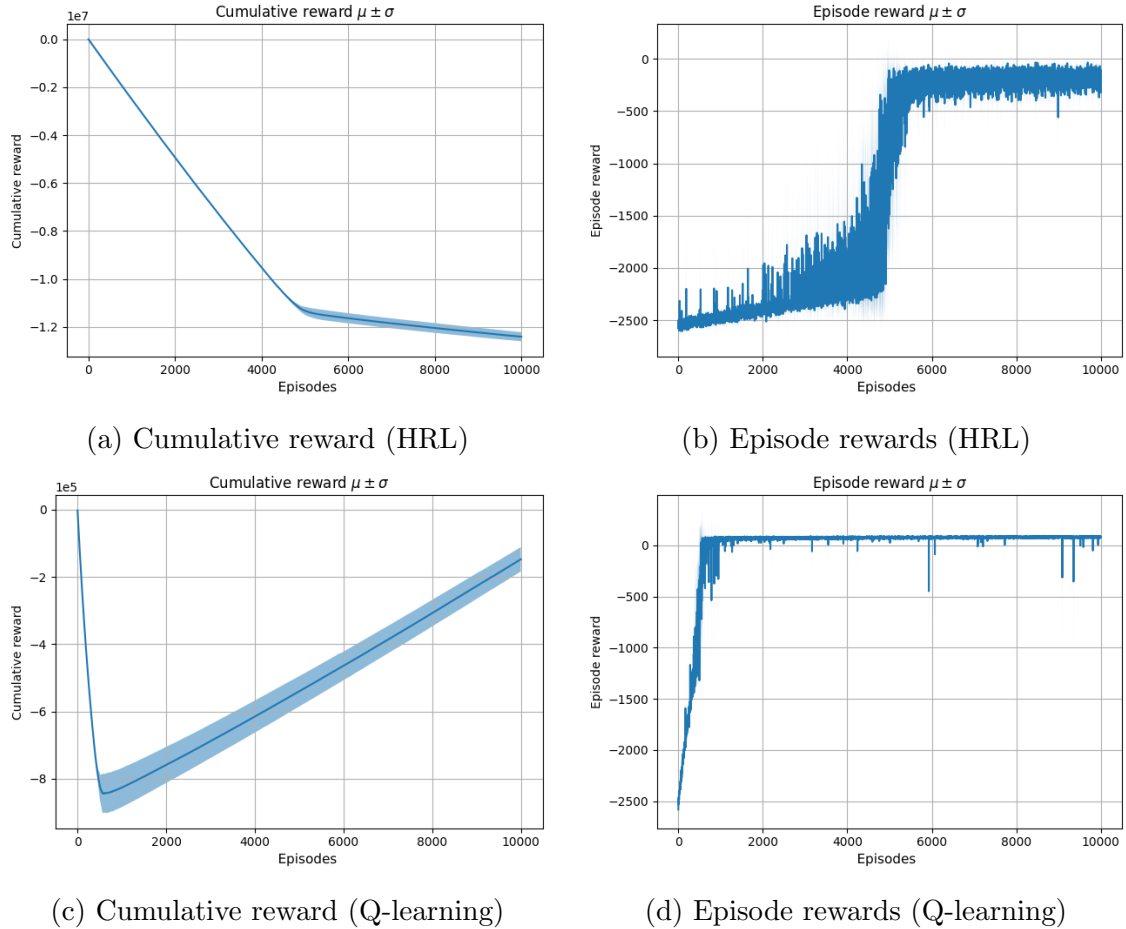 Cumulative reward μ ± σ
1e7
0.0
−0.2
−0.4
−0.6
−0.8
−1.0
−1.2
Cumulative reward
0 2000 4000 6000 8000 10000
Episodes
(a) Cumulative reward (HRL)
Episode reward μ ± σ
0
−500
−1000
−1500
−2000
−2500
Episode reward
0 2000 4000 6000 8000 10000
Episodes
(b) Episode rewards (HRL)
Cumulative reward μ ± σ
1e5
0
−2
−4
−6
−8
Cumulative reward
0 2000 4000 6000 8000 10000
Episodes
(c) Cumulative reward (Q-learning)
Episode reward μ ± σ
0
−500
−1000
−1500
−2000
−2500
Episode reward
0 2000 4000 6000 8000 10000
Episodes
(d) Episode rewards (Q-learning)